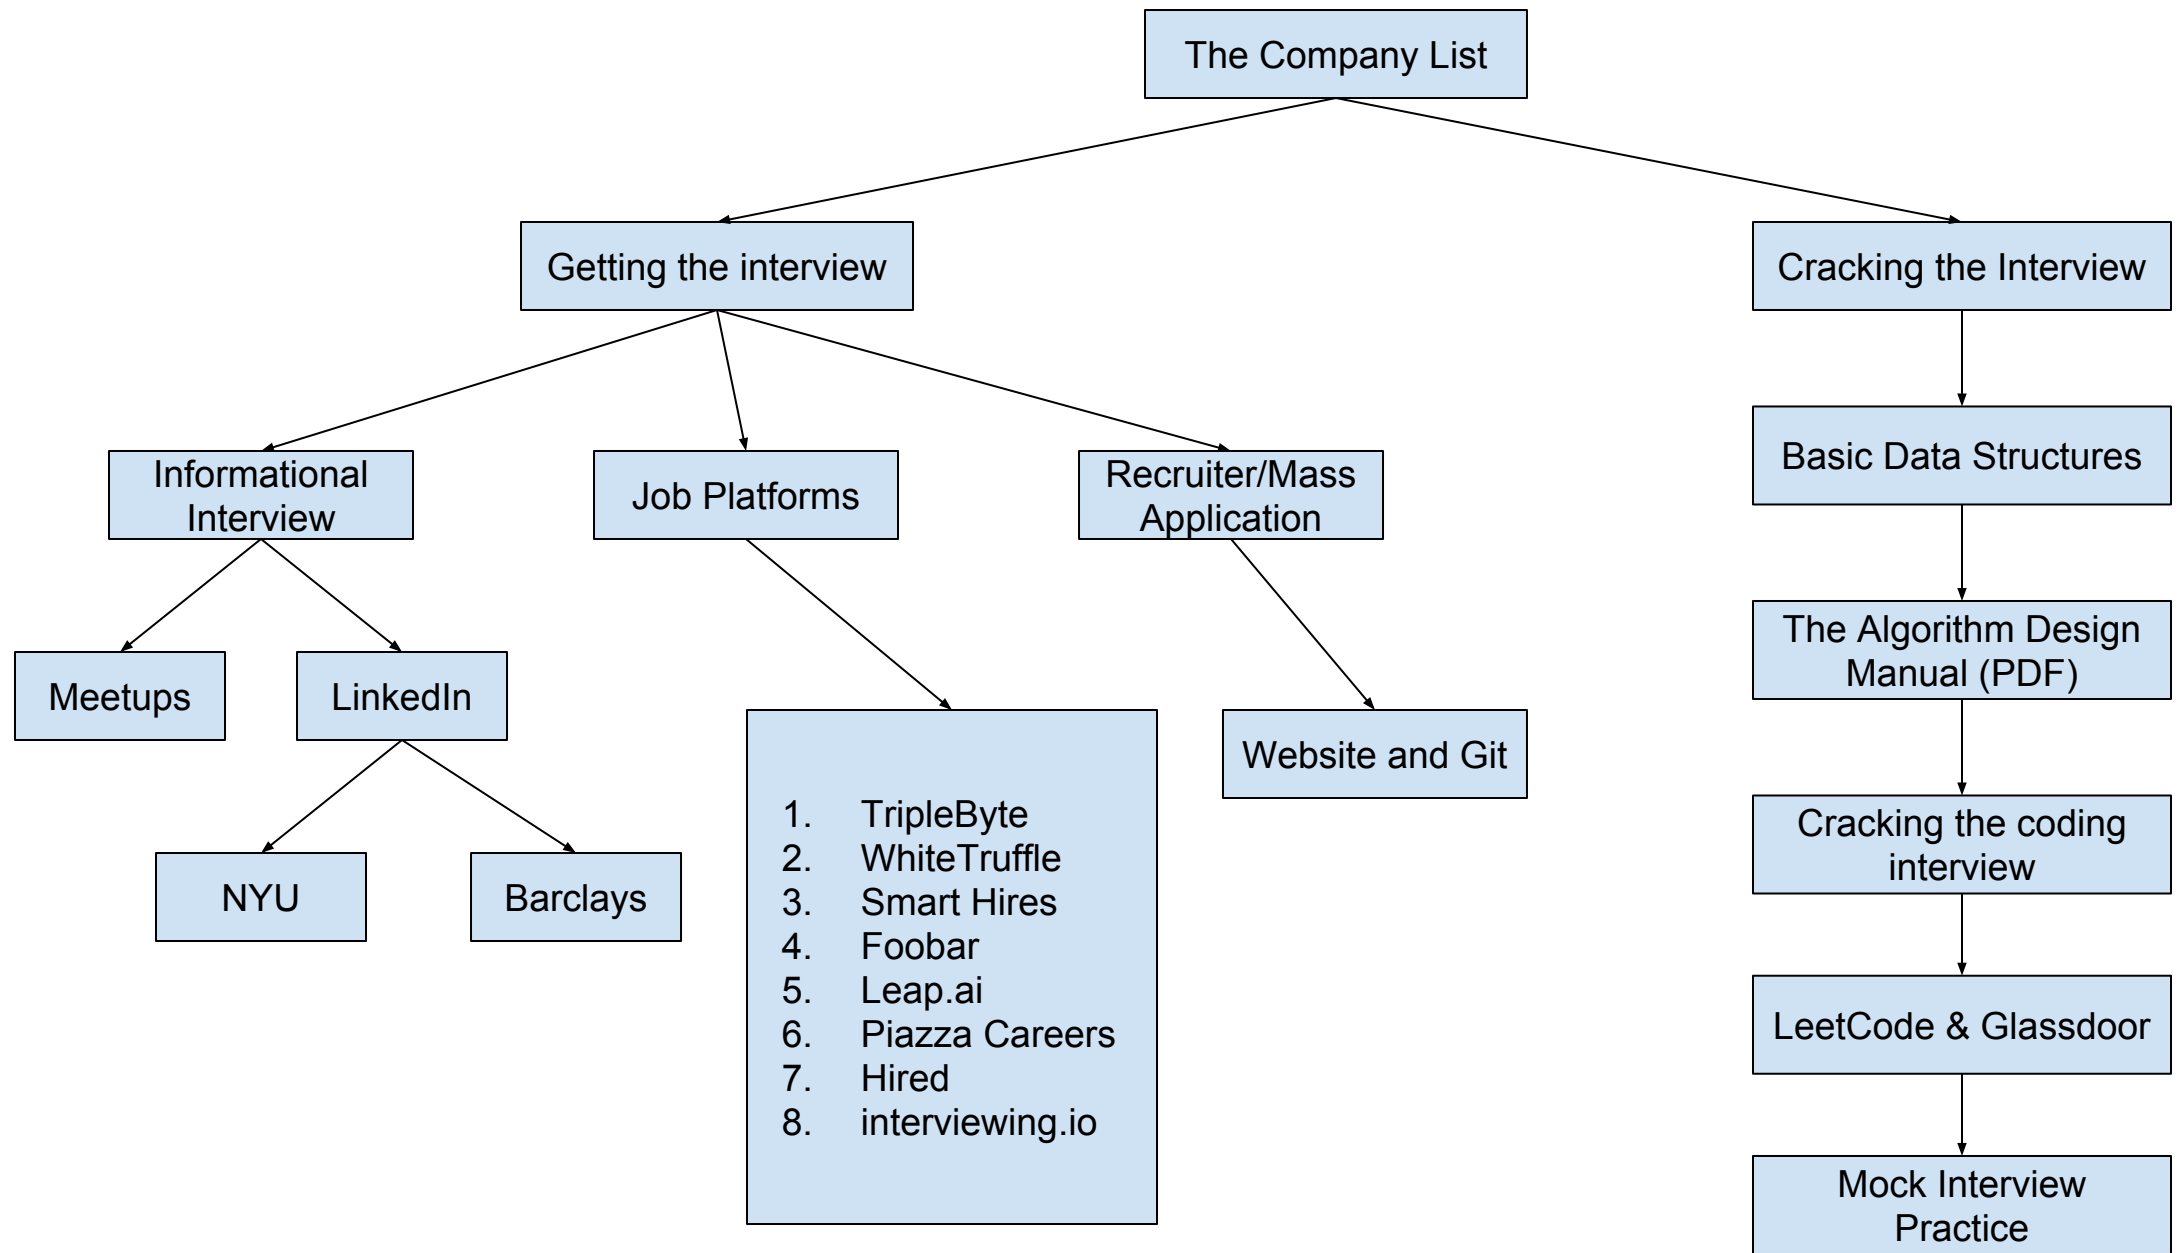 The Company List
Getting the interview
Cracking the Interview
Informational
Interview
Job Platforms
Recruiter/Mass
Application
Basic Data Structures
Meetups
LinkedIn
The Algorithm Design
Manual (PDF)
Website and Git
NYU
Barclays
1. TripleByte
2. WhiteTruffle
3. Smart Hires
4. Foobar
5. Leap.ai
6. Piazza Careers
7. Hired
8. interviewing.io
Cracking the coding
interview
LeetCode & Glassdoor
Mock Interview
Practice